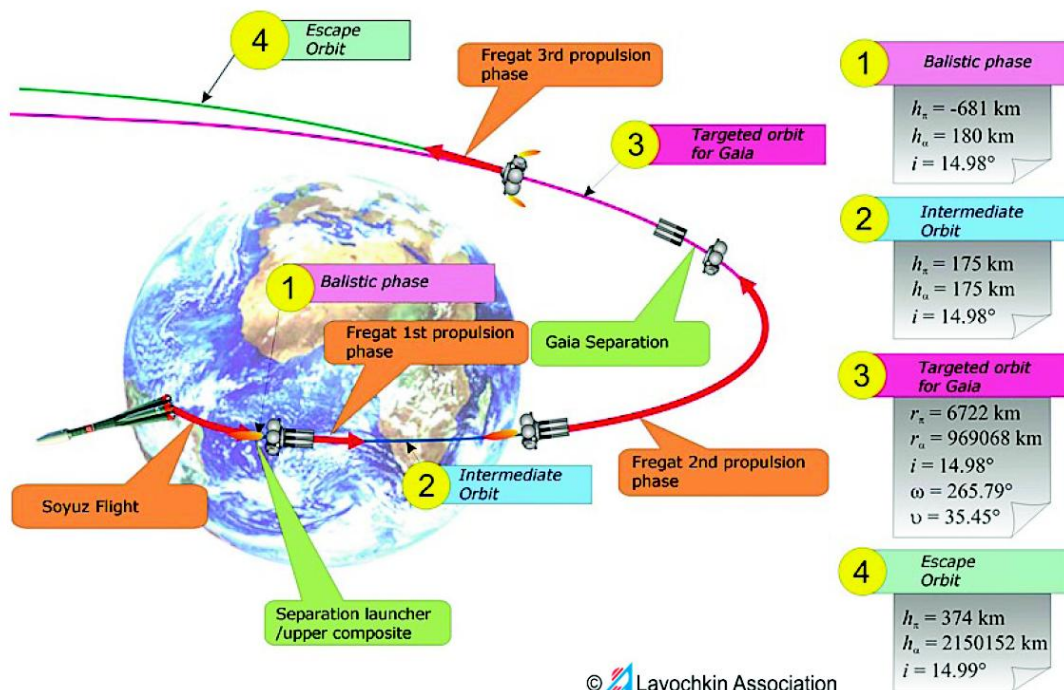 4
Escape
Orbit
Fregat 3rd propulsion
phase
3
Targeted orbit
for Gaia
1
Balistic phase
Fregat 1st propulsion
phase
Gaia Separation
Soyuz Flight
2
Intermediate
Orbit
Fregat 2nd propulsion
phase
Separation launcher
/upper composite
© Lavochkin Association
1
Balistic phase
hπ = -681 km
hα = 180 km
i = 14.98°
2
Intermediate
Orbit
hπ = 175 km
hα = 175 km
i = 14.98°
3
Targeted orbit
for Gaia
rπ = 6722 km
rα = 969068 km
i = 14.98°
ω = 265.79°
υ = 35.45°
4
Escape
Orbit
hπ = 374 km
hα = 2150152 km
i = 14.99°